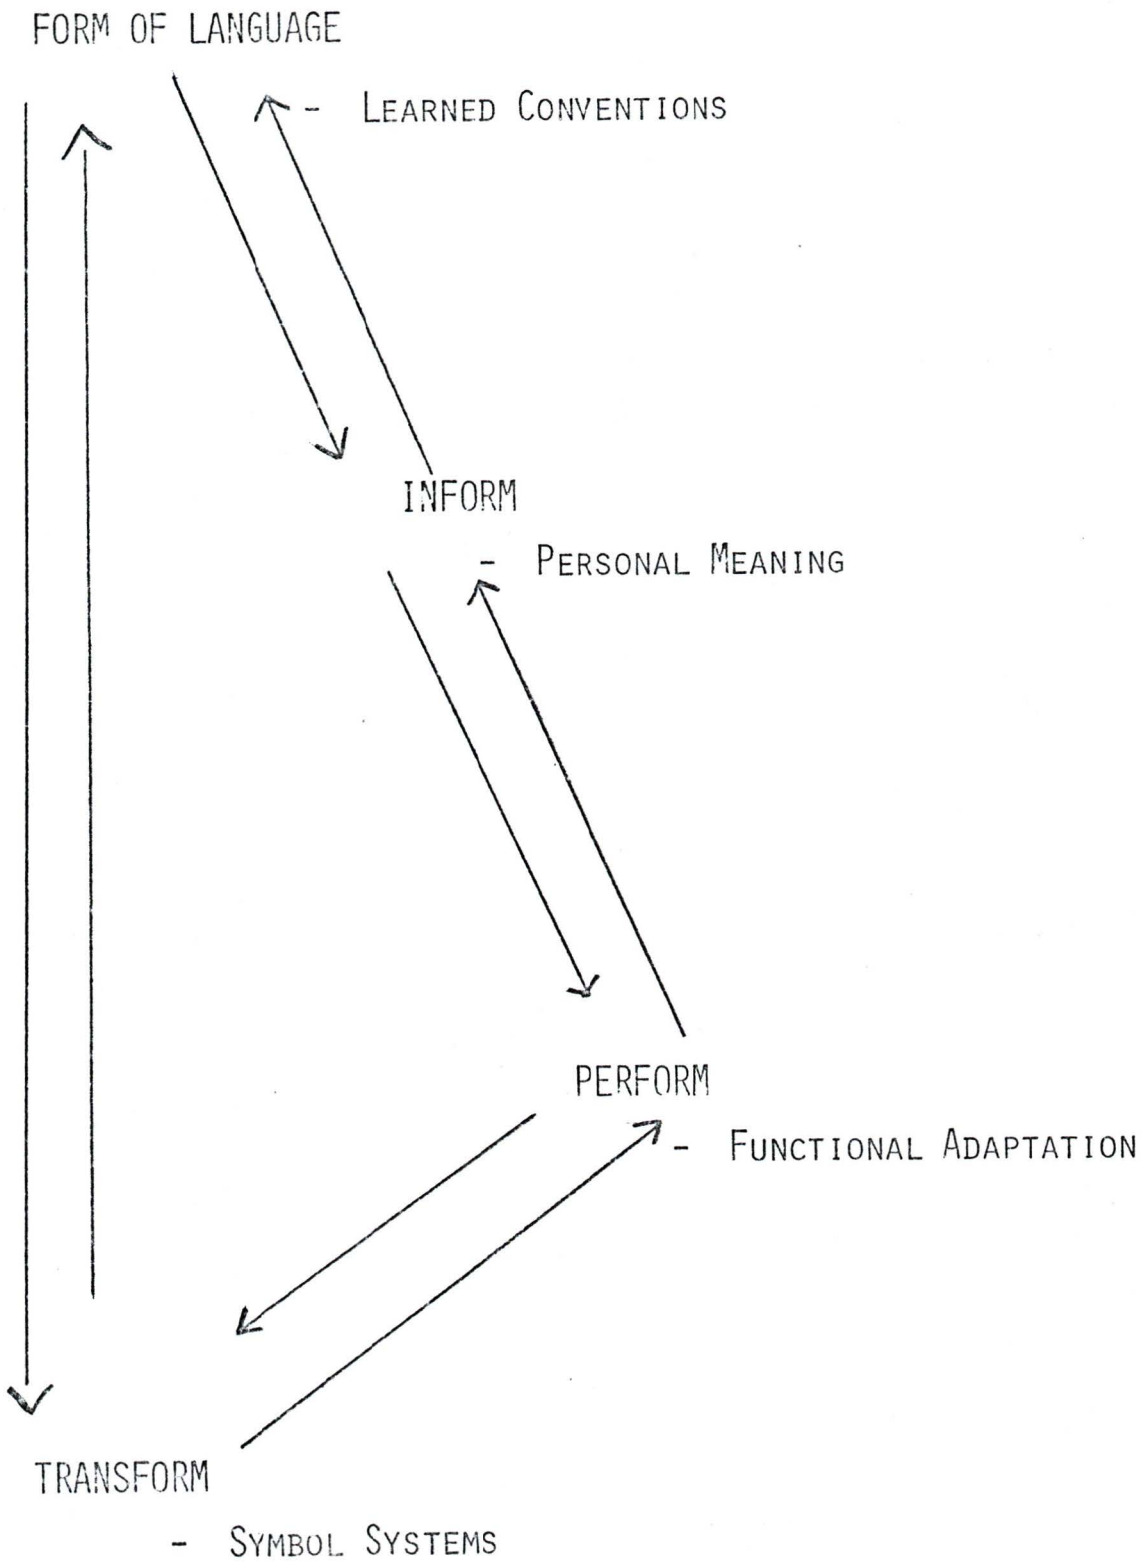 FORM OF LANGUAGE
- LEARNED CONVENTIONS
INFORM
- PERSONAL MEANING
PERFORM
- FUNCTIONAL ADAPTATION
TRANSFORM
- SYMBOL SYSTEMS